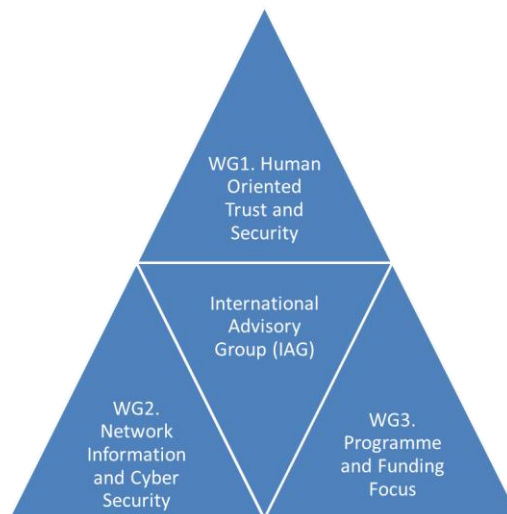 WG1. Human
Oriented
Trust and
Security
International
Advisory
Group (IAG)
WG2.
Network
Information
and Cyber
Security
WG3.
Programme
and Funding
Focus